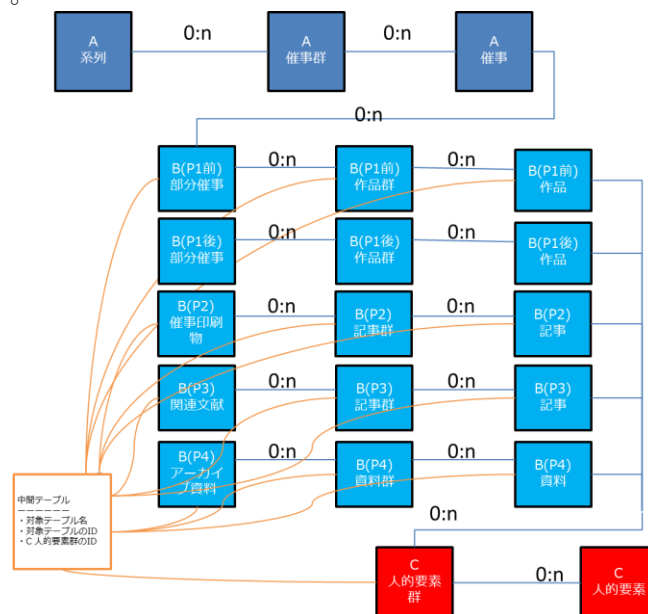 。
A
系列
0:n
A
催事群
0:n
A
催事
0:n
B(P1前)
部分催事
0:n
B(P1前)
作品群
0:n
B(P1前)
作品
B(P1後)
部分催事
0:n
B(P1後)
作品群
0:n
B(P1後)
作品
B(P2)
催事印刷
物
0:n
B(P2)
記事群
0:n
B(P2)
記事
B(P3)
関連文献
0:n
B(P3)
記事群
0:n
B(P3)
記事
B(P4)
アーカイ
ブ資料
0:n
B(P4)
資料群
0:n
B(P4)
資料
中間テーブル
ーーーーーー
・対象テーブル名
・対象テーブルのID
・C 人的要素群のID
0:n
C
人的要素
群
0:n
C
人的要素